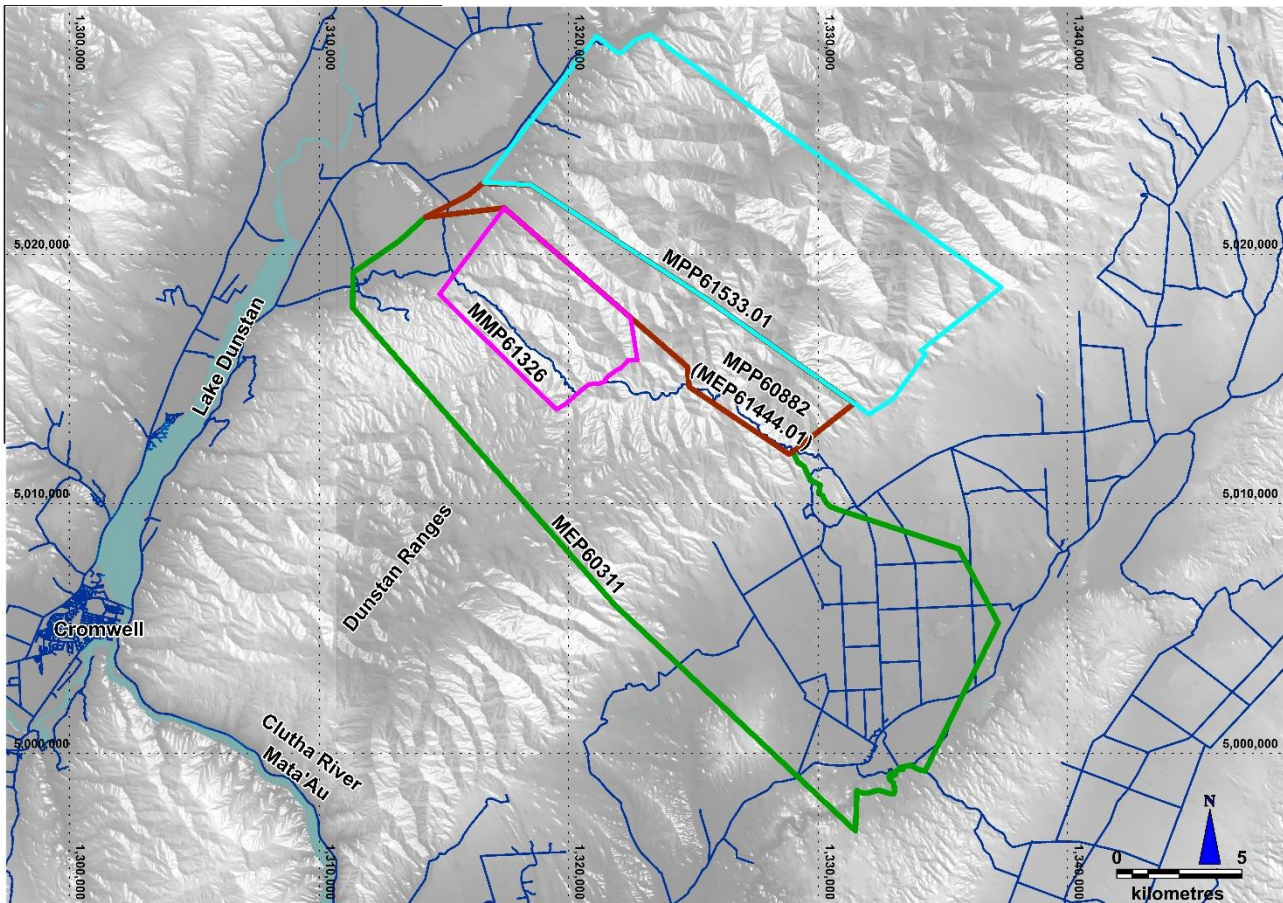 1,300,000
1,310,000
1,320,000
1,330,000
1,340,000
5,020,000
5,020,000
MPP61533.01
MMP61326
MPP60882
(MEP61444.01)
Lake Dunstan
5,010,000
5,010,000
MEP60311
Dunstan Ranges
Cromwell
Clutha River
Mata'Au
5,000,000
5,000,000
N
0 5
kilometres
1,300,000
1,310,000
1,320,000
1,330,000
1,340,000